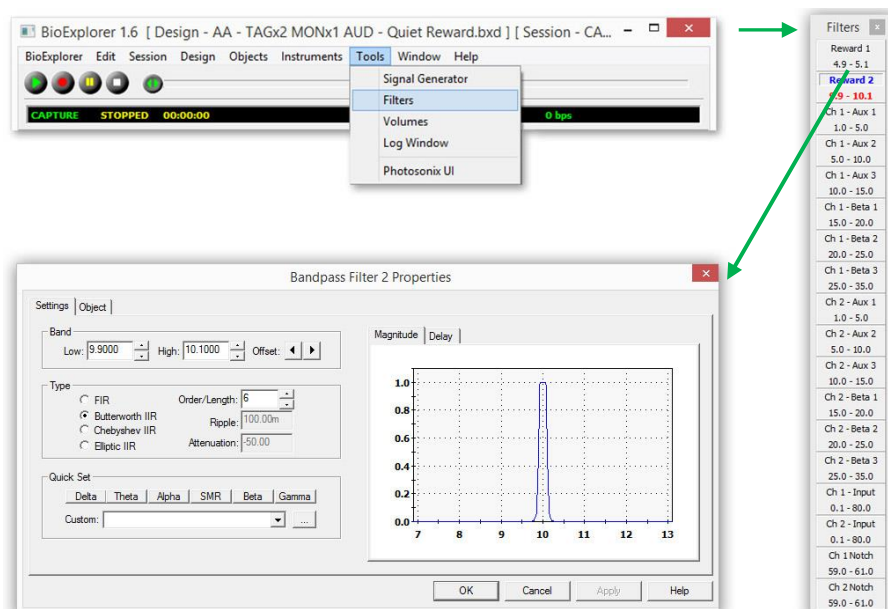 BioExplorer 1.6 [ Design - AA - TAGx2 MONx1 AUD - Quiet Reward.bxd ] [ Session - CA...
BioExplorer Edit Session Design Objects Instruments Tools Window Help
Signal Generator
Filters
Volumes
Log Window
Photosonix UI
CAPTURE STOPPED 00:00:00 0 bps
Filters
Reward 1
4.9 - 5.1
Reward 2
9.9 - 10.1
Ch 1 - Aux 1
1.0 - 5.0
Ch 1 - Aux 2
5.0 - 10.0
Ch 1 - Aux 3
10.0 - 15.0
Ch 1 - Beta 1
15.0 - 20.0
Ch 1 - Beta 2
20.0 - 25.0
Ch 1 - Beta 3
25.0 - 35.0
Ch 2 - Aux 1
1.0 - 5.0
Ch 2 - Aux 2
5.0 - 10.0
Ch 2 - Aux 3
10.0 - 15.0
Ch 2 - Beta 1
15.0 - 20.0
Ch 2 - Beta 2
20.0 - 25.0
Ch 2 - Beta 3
25.0 - 35.0
Ch 1 - Input
0.1 - 80.0
Ch 2 - Input
0.1 - 80.0
Ch 1 Notch
59.0 - 61.0
Ch 2 Notch
59.0 - 61.0
Bandpass Filter 2 Properties
Settings Object
Band
Low: 9.9000 High: 10.1000 Offset:
Type
FIR
Butterworth IIR
Chebyshev IIR
Elliptic IIR
Order/Length: 6
Ripple: 100.00m
Attenuation: -50.00
Quick Set
Delta Theta Alpha SMR Beta Gamma
Custom: ...
Magnitude Delay
1.0
0.8
0.6
0.4
0.2
0.0
7 8 9 10 11 12 13
OK Cancel Apply Help